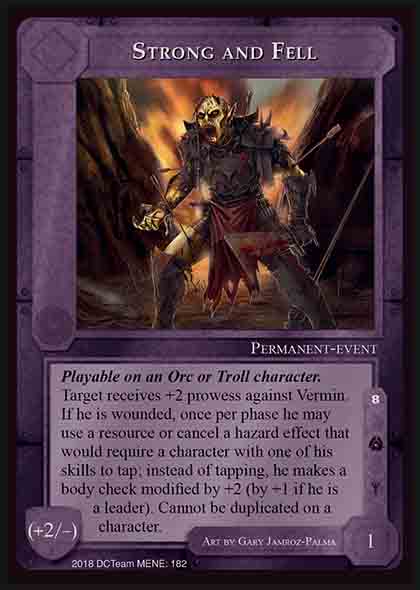 STRONG AND FELL
PERMANENT-EVENT
Playable on an Orc or Troll character.
Target receives +2 prowess against Vermin.
If he is wounded, once per phase he may
use a resource or cancel a hazard effect that
would require a character with one of his
skills to tap; instead of tapping, he makes a
body check modified by +2 (by +1 if he is
a leader). Cannot be duplicated on a
character.
8
(+2/–)
ART BY GARY JAMROZ-PALMA
1
2018 DCTeam MENE: 182